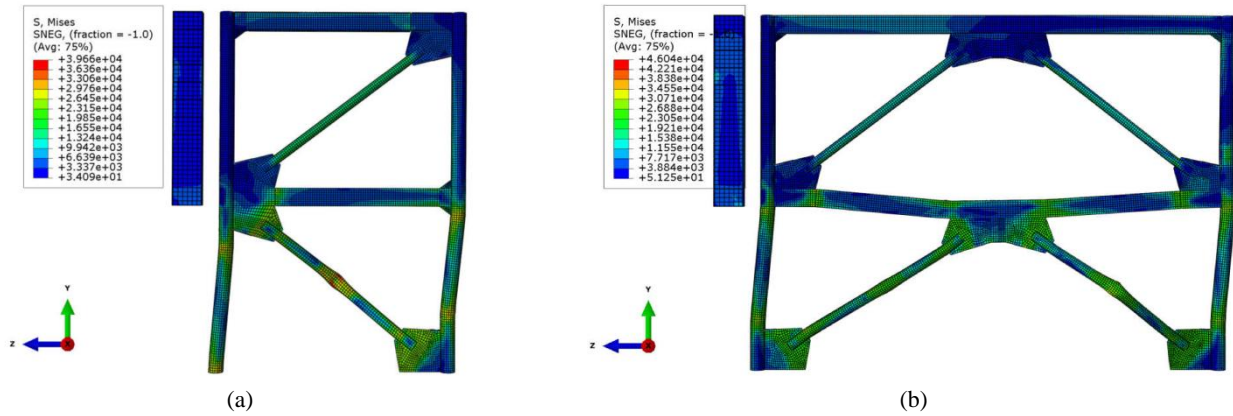 S, Mises
SNEG, (fraction = -1.0)
(Avg: 75%)
+3.966e+04
+3.636e+04
+3.306e+04
+2.976e+04
+2.645e+04
+2.315e+04
+1.985e+04
+1.655e+04
+1.324e+04
+9.942e+03
+6.639e+03
+3.337e+03
+3.409e+01
Y
Z
X
(a)
S, Mises
SNEG, (fraction = -
(Avg: 75%)
+4.604e+04
+4.221e+04
+3.838e+04
+3.455e+04
+3.071e+04
+2.688e+04
+2.305e+04
+1.921e+04
+1.538e+04
+1.155e+04
+7.717e+03
+3.884e+03
+5.125e+01
Y
Z
X
(b)